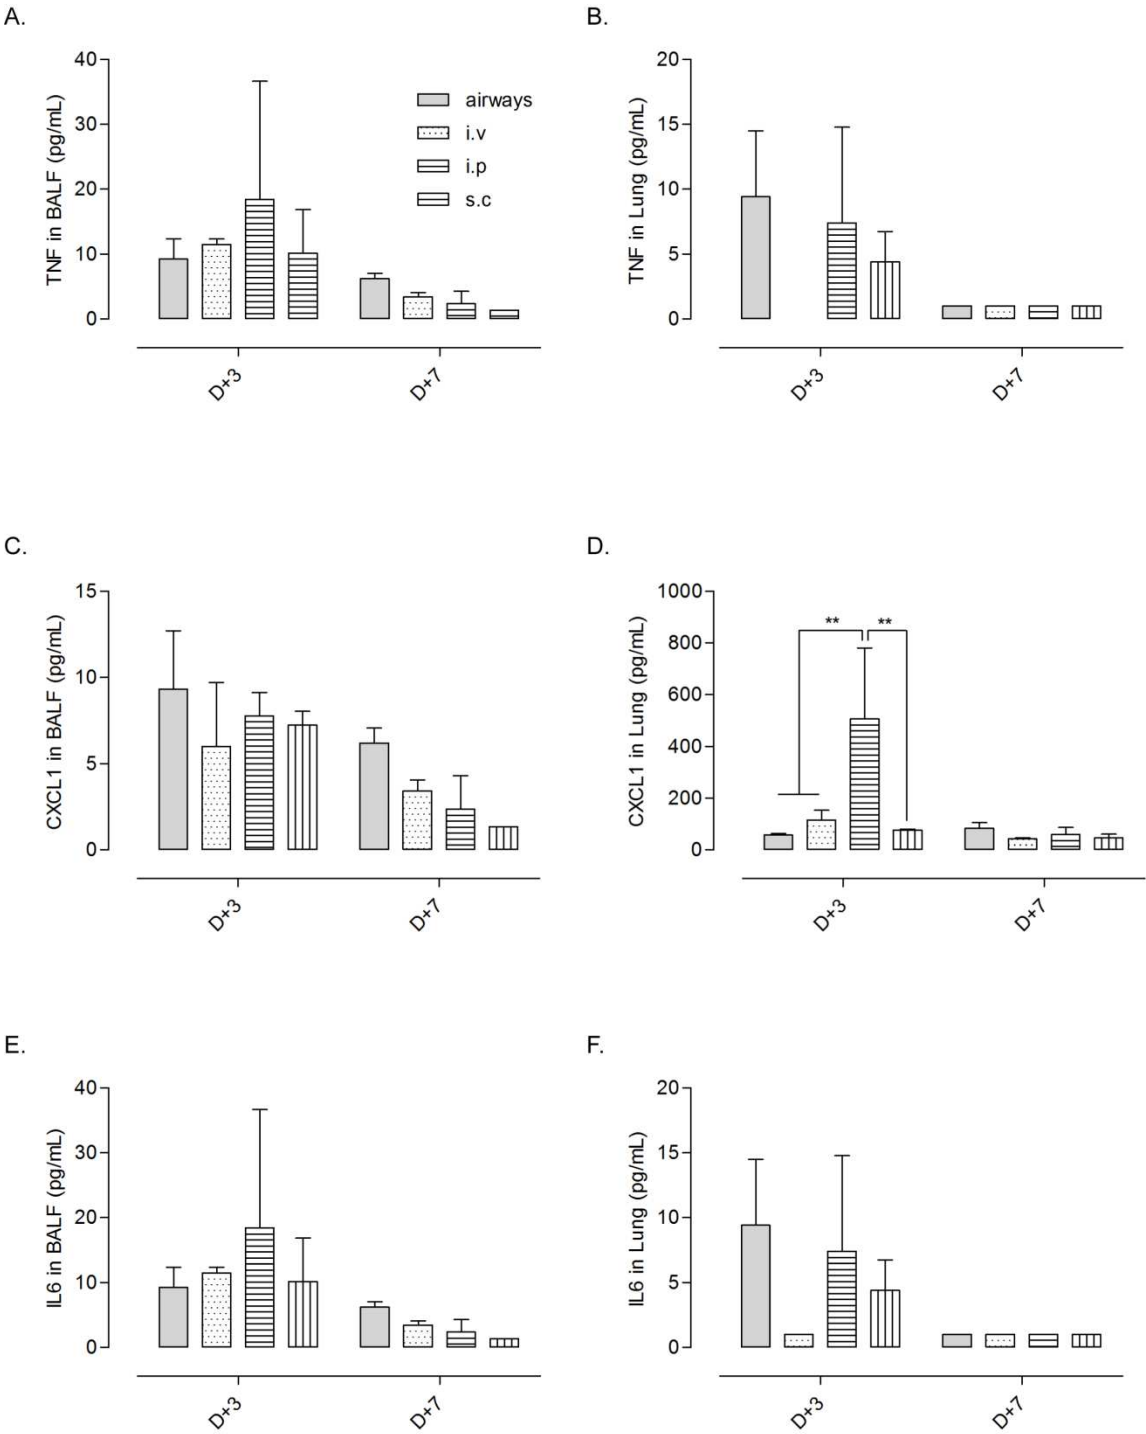 A.
TNF in BALF (pg/mL)
40
30
20
10
0
airways
i.v
i.p
s.c
D+3
D+7
B.
TNF in Lung (pg/mL)
20
15
10
5
0
D+3
D+7
C.
CXCL1 in BALF (pg/mL)
15
10
5
0
D+3
D+7
D.
CXCL1 in Lung (pg/mL)
1000
800
600
400
200
0
**
**
D+3
D+7
E.
IL6 in BALF (pg/mL)
40
30
20
10
0
D+3
D+7
F.
IL6 in Lung (pg/mL)
20
15
10
5
0
D+3
D+7